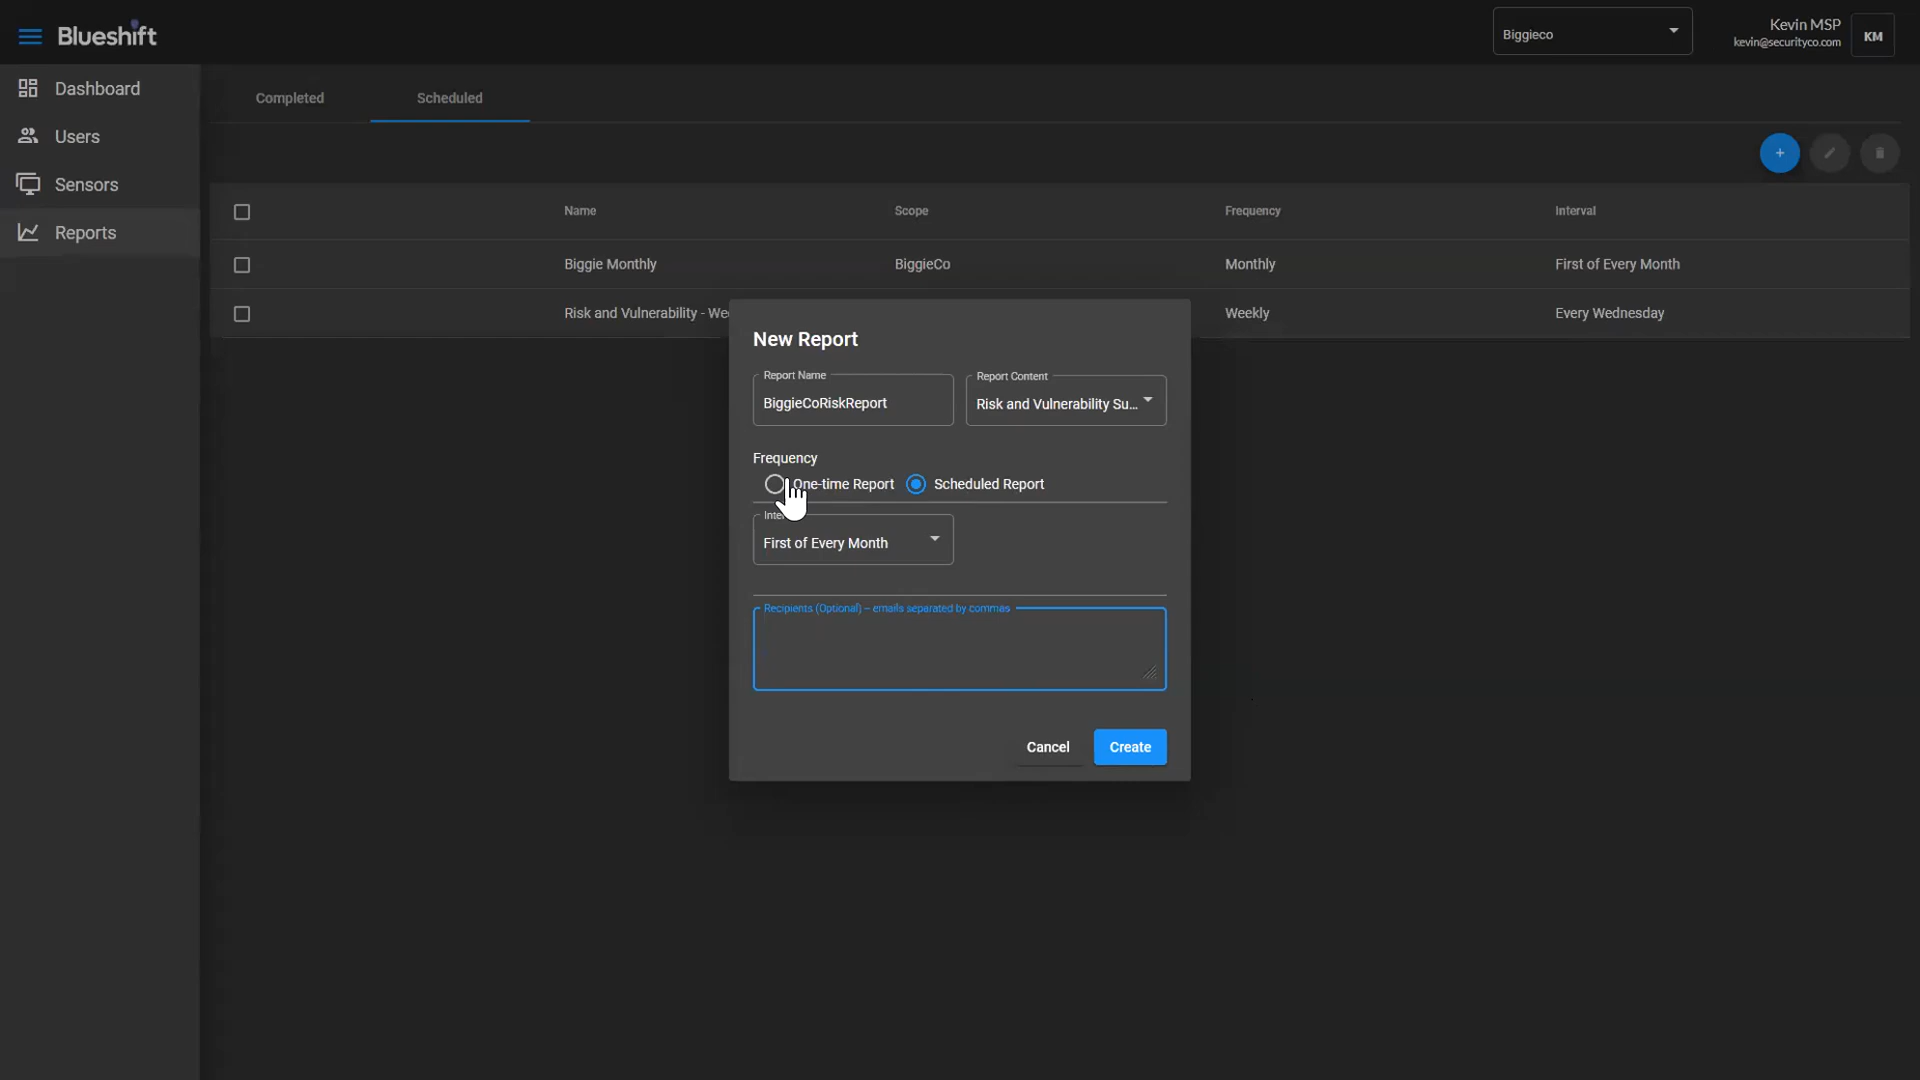 Blueshift
Biggieco
Kevin MSP
kevin@securityco.com
KM
Dashboard
Users
Sensors
Reports
Completed
Scheduled
+
Name Scope Frequency Interval
Biggie Monthly BiggieCo Monthly First of Every Month
Risk and Vulnerability - Weekly Every Wednesday
New Report
Report Name
BiggieCoRiskReport
Report Content
Risk and Vulnerability Su...
Frequency
One-time Report
Scheduled Report
First of Every Month
Recipients (Optional) – emails separated by commas
Cancel
Create